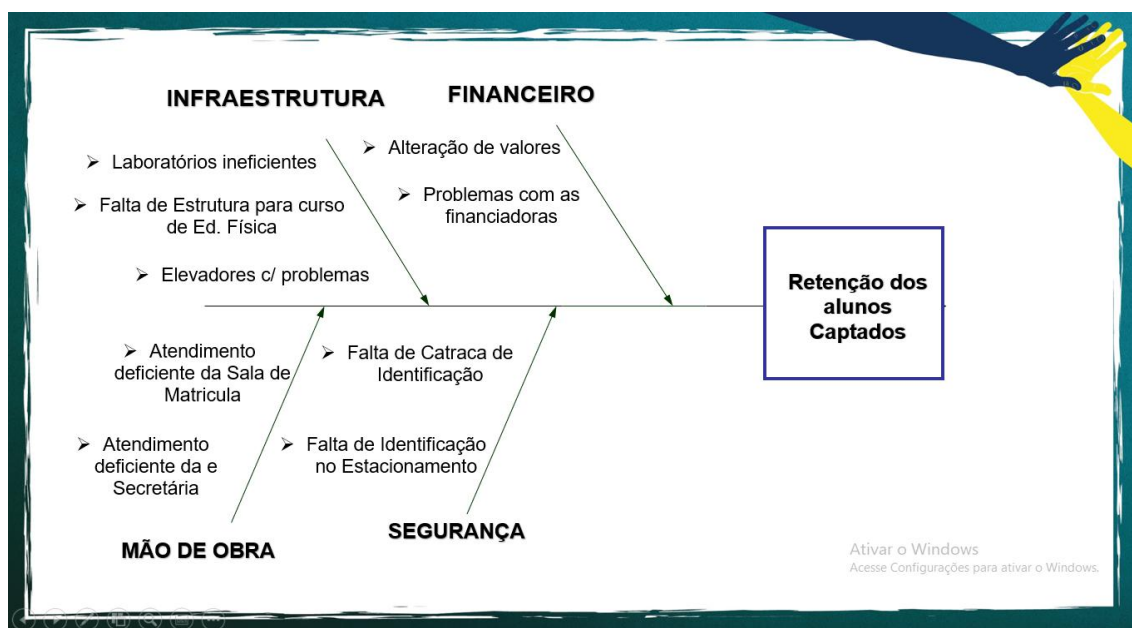 INFRAESTRUTURA
➢ Laboratórios ineficientes
➢ Falta de Estrutura para curso
de Ed. Física
➢ Elevadores c/ problemas
FINANCEIRO
➢ Alteração de valores
➢ Problemas com as
financiadoras
Retenção dos
alunos
Captados
➢ Atendimento
deficiente da Sala de
Matricula
➢ Atendimento
deficiente da e
Secretária
MÃO DE OBRA
➢ Falta de Catraca de
Identificação
➢ Falta de Identificação
no Estacionamento
SEGURANÇA
Ativar o Windows
Acesse Configurações para ativar o Windows.